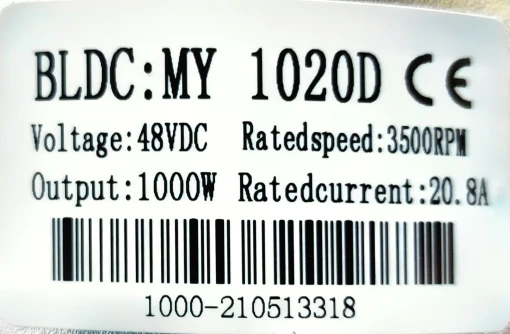 BLDC:MY 1020D CE
Voltage:48VDC Ratedspeed:3500RPM
Output:1000W Ratedcurrent:20.8A
1000-210513318